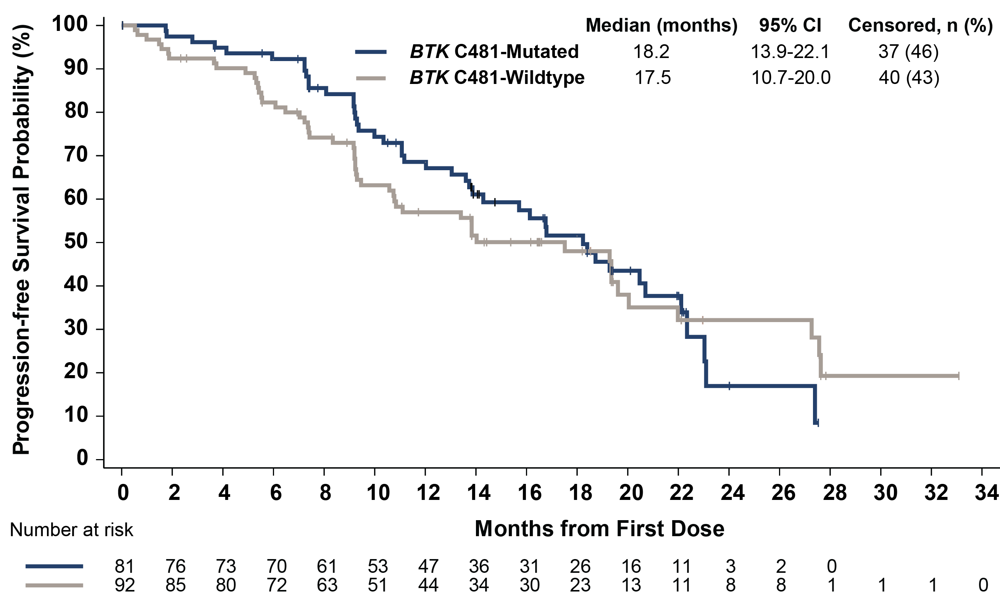 Progression-free Survival Probability (%)
Median (months) 95% CI Censored, n (%)
BTK C481-Mutated 18.2 13.9-22.1 37 (46)
BTK C481-Wildtype 17.5 10.7-20.0 40 (43)
100
90
80
70
60
50
40
30
20
10
0
0 2 4 6 8 10 12 14 16 18 20 22 24 26 28 30 32 34
Months from First Dose
Number at risk
81 76 73 70 61 53 47 36 31 26 16 11 3 2 0
92 85 80 72 63 51 44 34 30 23 13 11 8 8 1 1 1 0